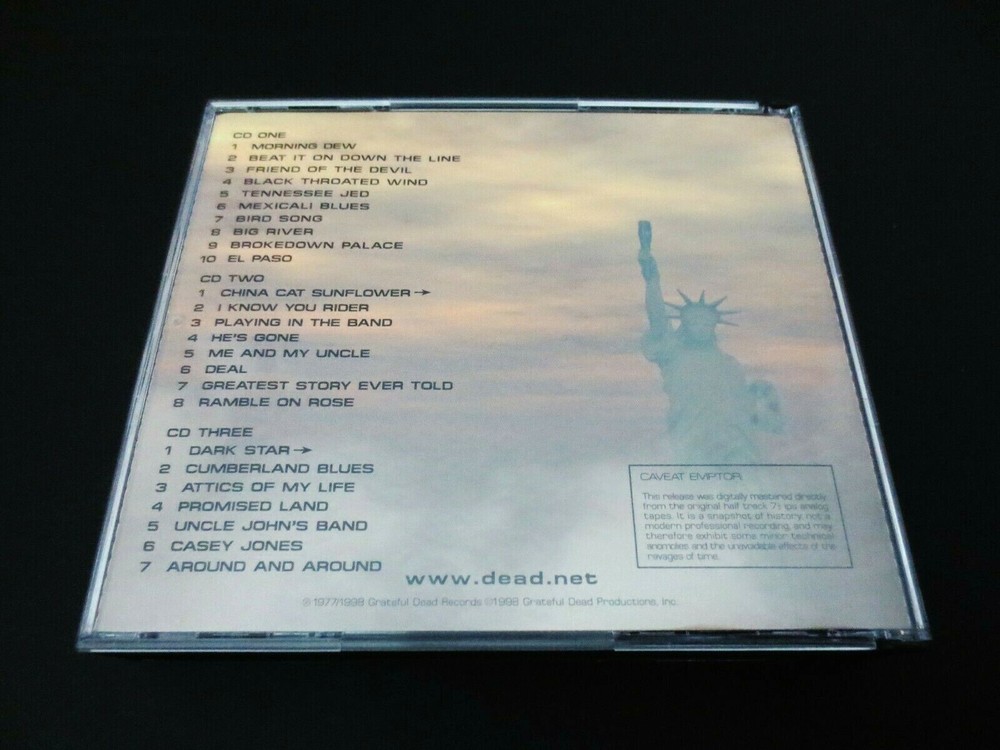 CD ONE
1 MORNING DEW
2 BEAT IT ON DOWN THE LINE
3 FRIEND OF THE DEVIL
4 BLACK THROATED WIND
5 TENNESSEE JED
6 MEXICALI BLUES
7 BIRD SONG
8 BIG RIVER
9 BROKEDOWN PALACE
10 EL PASO
CD TWO
1 CHINA CAT SUNFLOWER→
2 I KNOW YOU RIDER
3 PLAYING IN THE BAND
4 HE'S GONE
5 ME AND MY UNCLE
6 DEAL
7 GREATEST STORY EVER TOLD
8 RAMBLE ON ROSE
CD THREE
1 DARK STAR→
2 CUMBERLAND BLUES
3 ATTICS OF MY LIFE
4 PROMISED LAND
5 UNCLE JOHN'S BAND
6 CASEY JONES
7 AROUND AND AROUND
CAVEAT EMPTOR
This release was digitally mastered directly
from the original half track 7½ ips analog
tapes. It is a snapshot of history, not a
modern professional recording, and may
therefore exhibit some minor technical
anomolies and the unavoidable effects of the
ravages of time.
www.dead.net
℗ 1977/1998 Grateful Dead Records ©1998 Grateful Dead Productions, Inc.